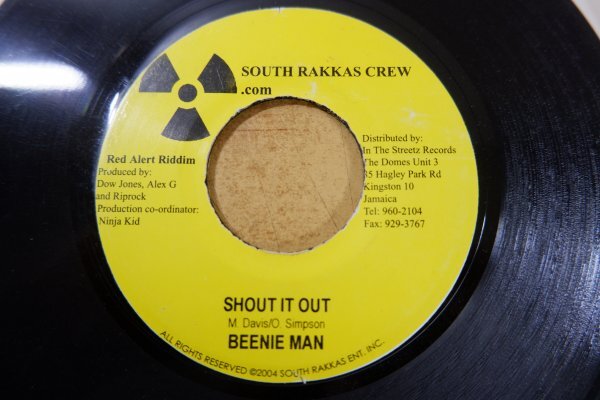 SOUTH RAKKAS CREW
.com
Red Alert Riddim
Produced by:
Dow Jones, Alex G
and Riprock
Production co-ordinator:
Ninja Kid
Distributed by:
In The Streetz Records
The Domes Unit 3
35 Hagley Park Rd
Kingston 10
Jamaica
Tel: 960-2104
Fax: 929-3767
SHOUT IT OUT
M. Davis/O. Simpson
BEENIE MAN
ALL RIGHTS RESERVED ©2004 SOUTH RAKKAS ENT. INC.